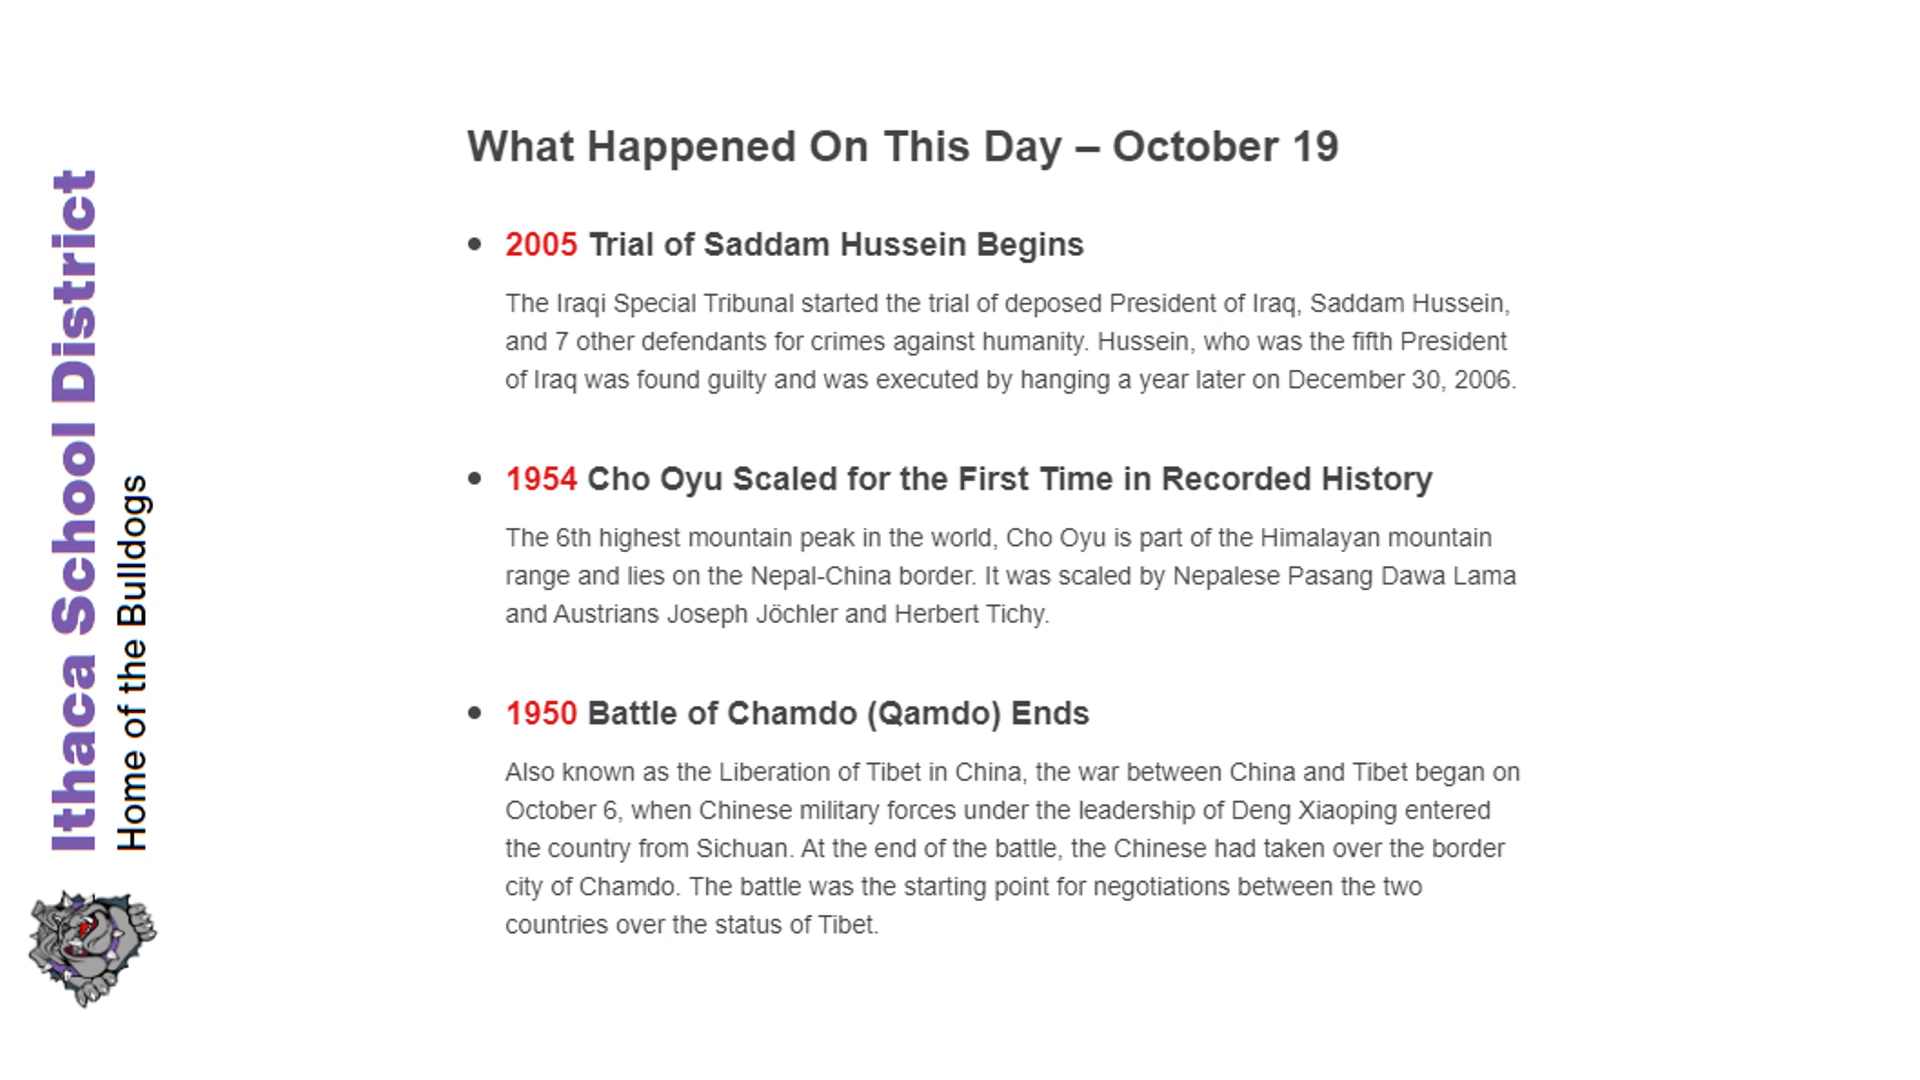 Ithaca School District
Home of the Bulldogs
What Happened On This Day – October 19
• 2005 Trial of Saddam Hussein Begins
The Iraqi Special Tribunal started the trial of deposed President of Iraq, Saddam Hussein,
and 7 other defendants for crimes against humanity. Hussein, who was the fifth President
of Iraq was found guilty and was executed by hanging a year later on December 30, 2006.
• 1954 Cho Oyu Scaled for the First Time in Recorded History
The 6th highest mountain peak in the world, Cho Oyu is part of the Himalayan mountain
range and lies on the Nepal-China border. It was scaled by Nepalese Pasang Dawa Lama
and Austrians Joseph Jöchler and Herbert Tichy.
• 1950 Battle of Chamdo (Qamdo) Ends
Also known as the Liberation of Tibet in China, the war between China and Tibet began on
October 6, when Chinese military forces under the leadership of Deng Xiaoping entered
the country from Sichuan. At the end of the battle, the Chinese had taken over the border
city of Chamdo. The battle was the starting point for negotiations between the two
countries over the status of Tibet.